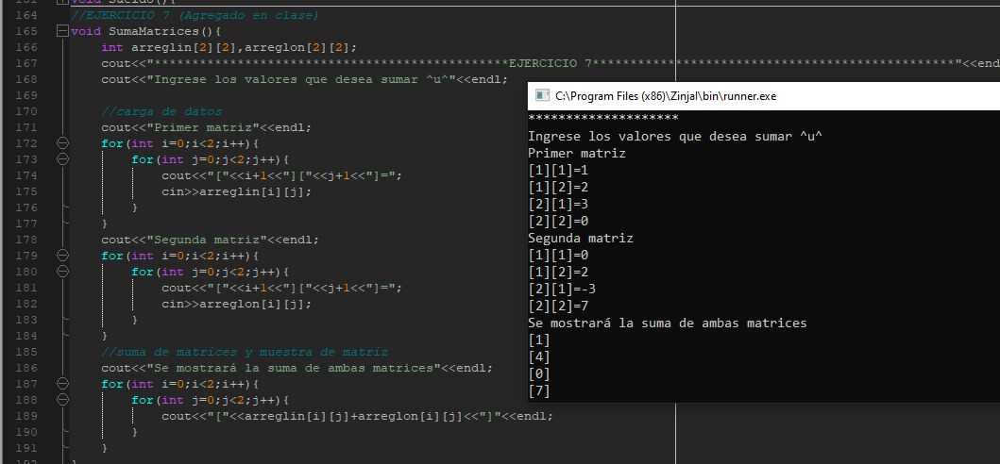 void Sucido(){
164 //EJERCICIO 7 (Agregado en clase)
165 void SumaMatrices(){
166 int arreglin[2][2],arreglon[2][2];
167 cout<<"***********************************************EJERCICIO 7************************************************"<<end
168 cout<<"Ingrese los valores que desea sumar ^u^"<<endl;
169
170 //carga de datos
171 cout<<"Primer matriz"<<endl;
172 for(int i=0;i<2;i++){
173 for(int j=0;j<2;j++){
174 cout<<"["<<i+1<<"]["<<j+1<<"]=";
175 cin>>arreglin[i][j];
176 }
177 }
178 cout<<"Segunda matriz"<<endl;
179 for(int i=0;i<2;i++){
180 for(int j=0;j<2;j++){
181 cout<<"["<<i+1<<"]["<<j+1<<"]=";
182 cin>>arreglon[i][j];
183 }
184 }
185 //suma de matrices y muestra de matriz
186 cout<<"Se mostrará la suma de ambas matrices"<<endl;
187 for(int i=0;i<2;i++){
188 for(int j=0;j<2;j++){
189 cout<<"["<<arreglin[i][j]+arreglon[i][j]<<"]"<<endl;
190 }
191 }
192 }
C:\Program Files (x86)\Zinjal\bin\runner.exe
********************
Ingrese los valores que desea sumar ^u^
Primer matriz
[1][1]=1
[1][2]=2
[2][1]=3
[2][2]=0
Segunda matriz
[1][1]=0
[1][2]=2
[2][1]=-3
[2][2]=7
Se mostrará la suma de ambas matrices
[1]
[4]
[0]
[7]